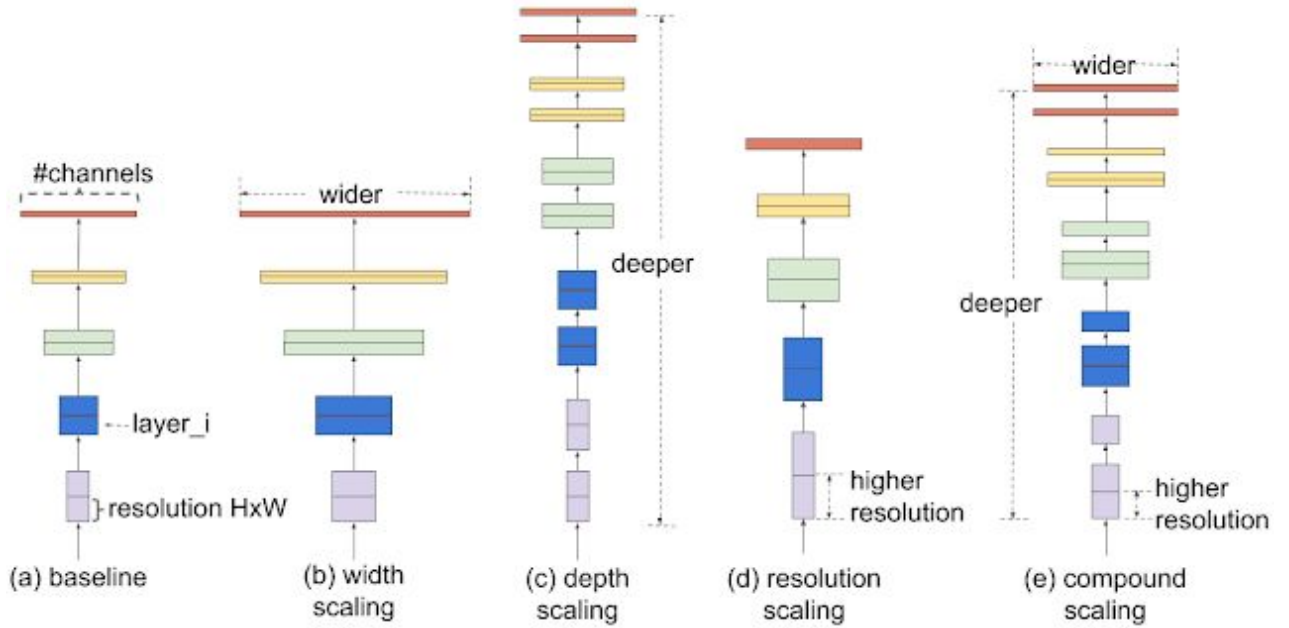 #channels
layer_i
resolution HxW
(a) baseline
wider
(b) width
scaling
deeper
(c) depth
scaling
higher
resolution
(d) resolution
scaling
wider
deeper
higher
resolution
(e) compound
scaling